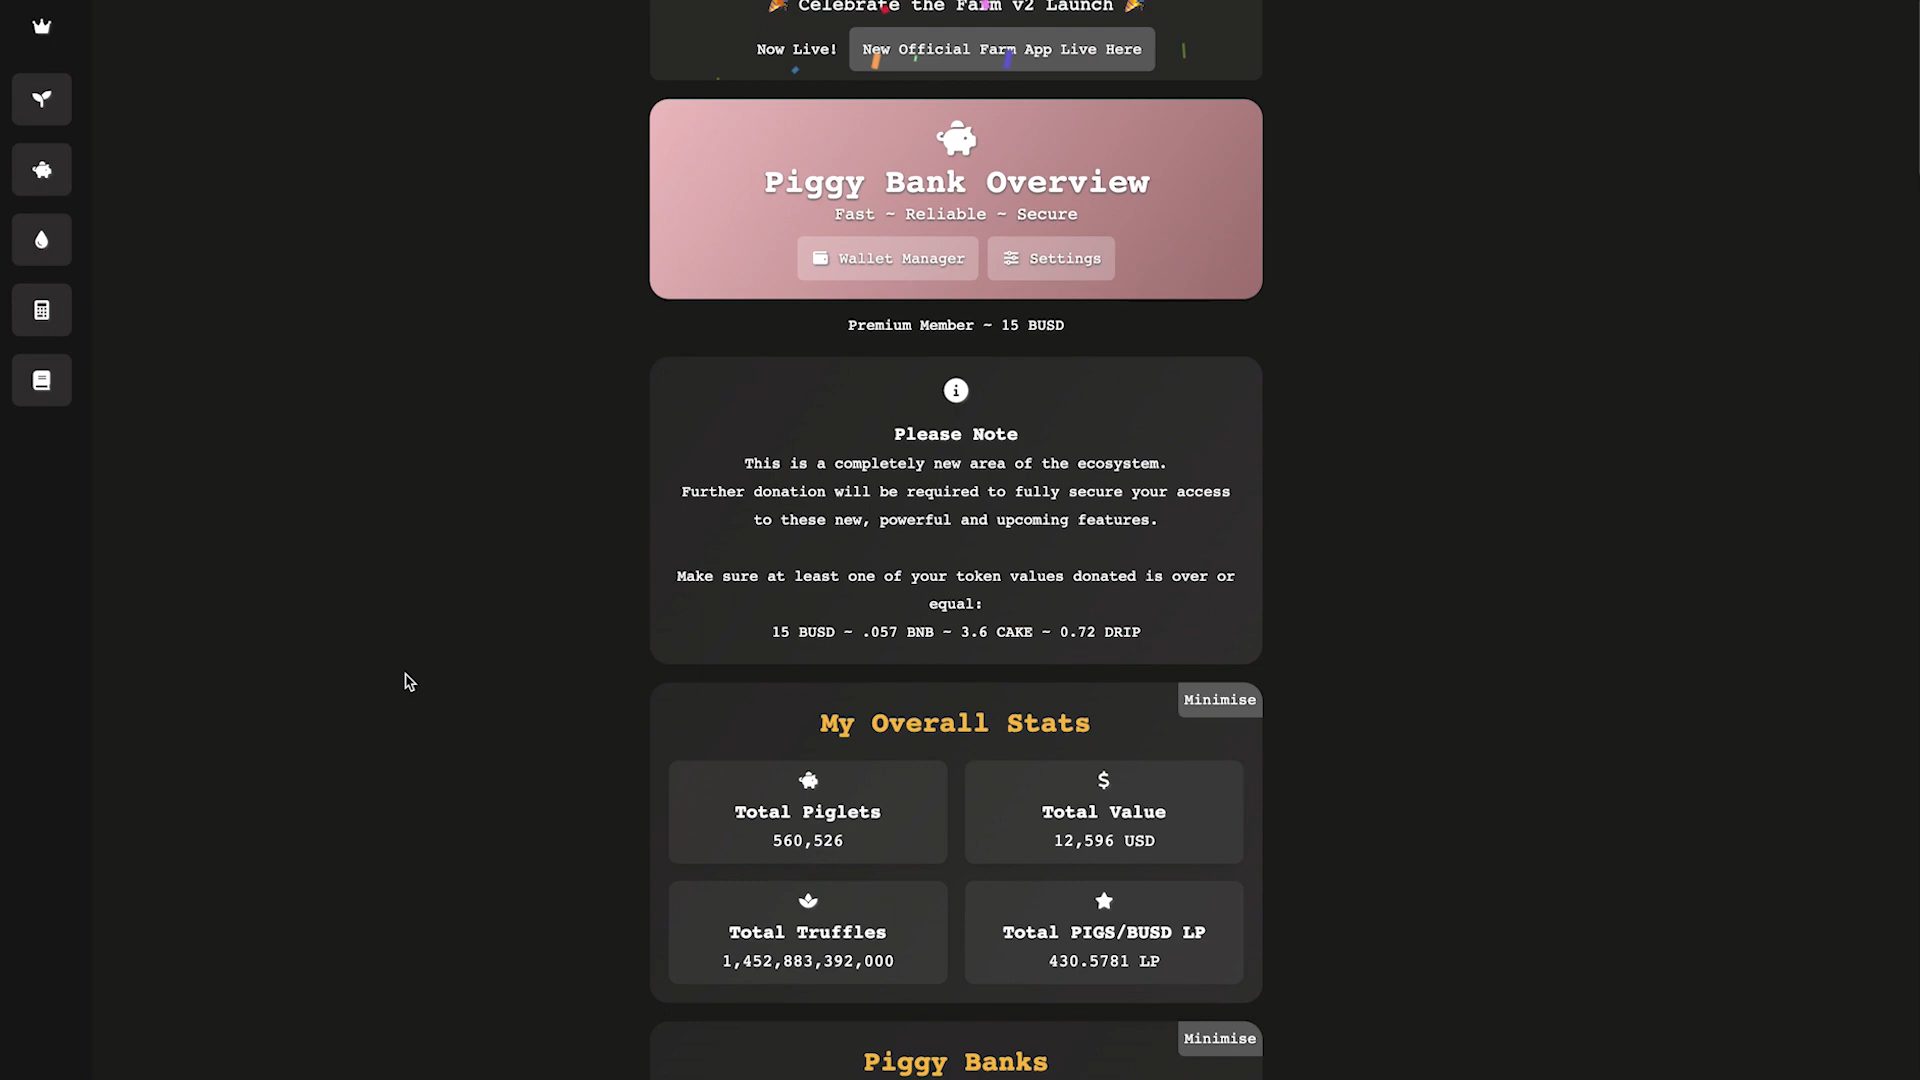 🎉 Celebrate the Farm v2 Launch 🎉
Now Live! New Official Farm App Live Here
Piggy Bank Overview
Fast ~ Reliable ~ Secure
Wallet Manager Settings
Premium Member ~ 15 BUSD
Please Note
This is a completely new area of the ecosystem.
Further donation will be required to fully secure your access
to these new, powerful and upcoming features.
Make sure at least one of your token values donated is over or
equal:
15 BUSD ~ .057 BNB ~ 3.6 CAKE ~ 0.72 DRIP
Minimise
My Overall Stats
Total Piglets
560,526
Total Value
12,596 USD
Total Truffles
1,452,883,392,000
Total PIGS/BUSD LP
430.5781 LP
Minimise
Piggy Banks